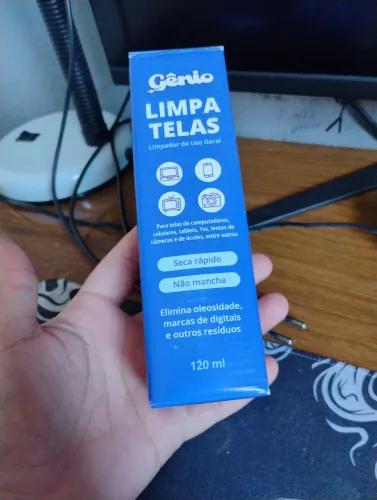 Gênio
LIMPA
TELAS
Limpador de Uso Geral
Para telas de computadores,
celulares, tablets, Tvs, lentes de
câmeras e de óculos, entre outros
Seca rápido
Não mancha
Elimina oleosidade,
marcas de digitais
e outros resíduos
120 ml